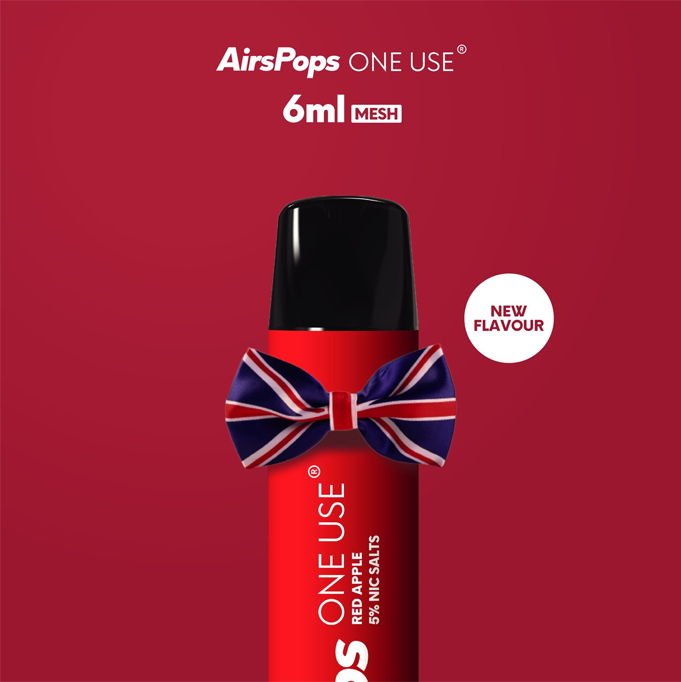 AirsPops ONE USE®
6ml MESH
NEW
FLAVOUR
ONE USE®
RED APPLE
5% NIC SALTS